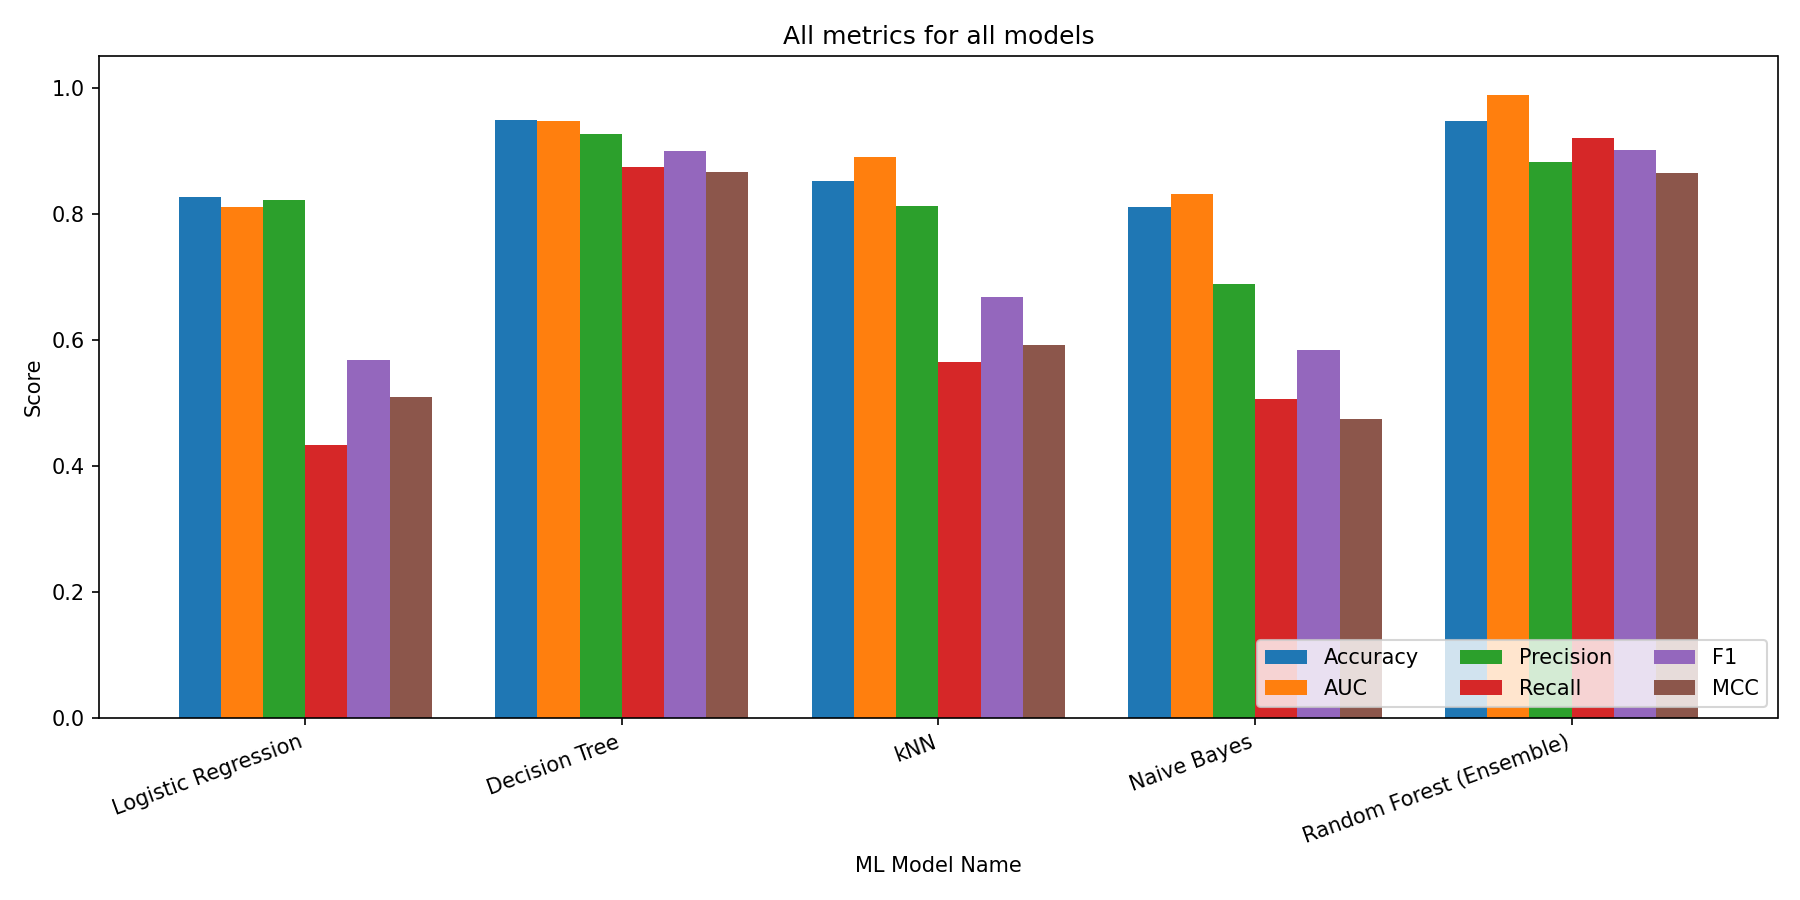 All metrics for all models
1.0
0.8
0.6
0.4
0.2
0.0
Score
Accuracy
AUC
Precision
Recall
F1
MCC
Logistic Regression
Decision Tree
kNN
Naive Bayes
Random Forest (Ensemble)
ML Model Name